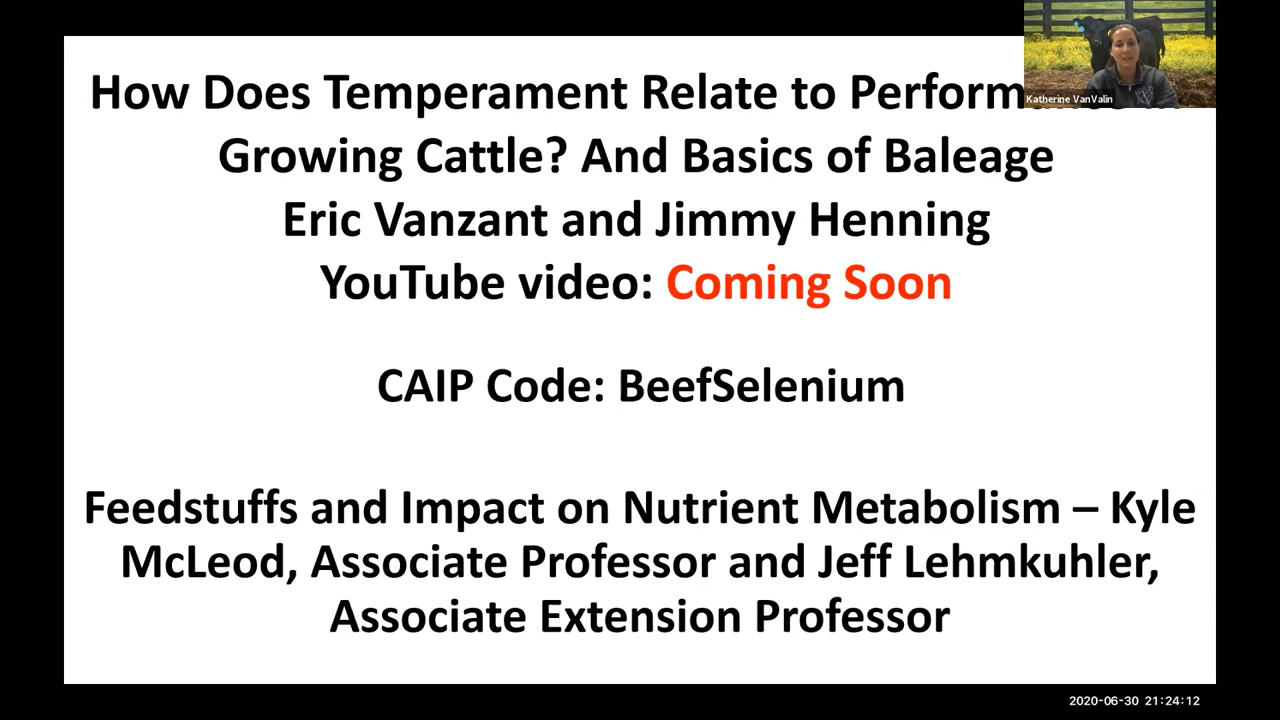 How Does Temperament Relate to Perform
Growing Cattle? And Basics of Baleage
Eric Vanzant and Jimmy Henning
YouTube video: Coming Soon
CAIP Code: BeefSelenium
Feedstuffs and Impact on Nutrient Metabolism – Kyle
McLeod, Associate Professor and Jeff Lehmkuhler,
Associate Extension Professor
Katherine VanValin
2020-06-30 21:24:12